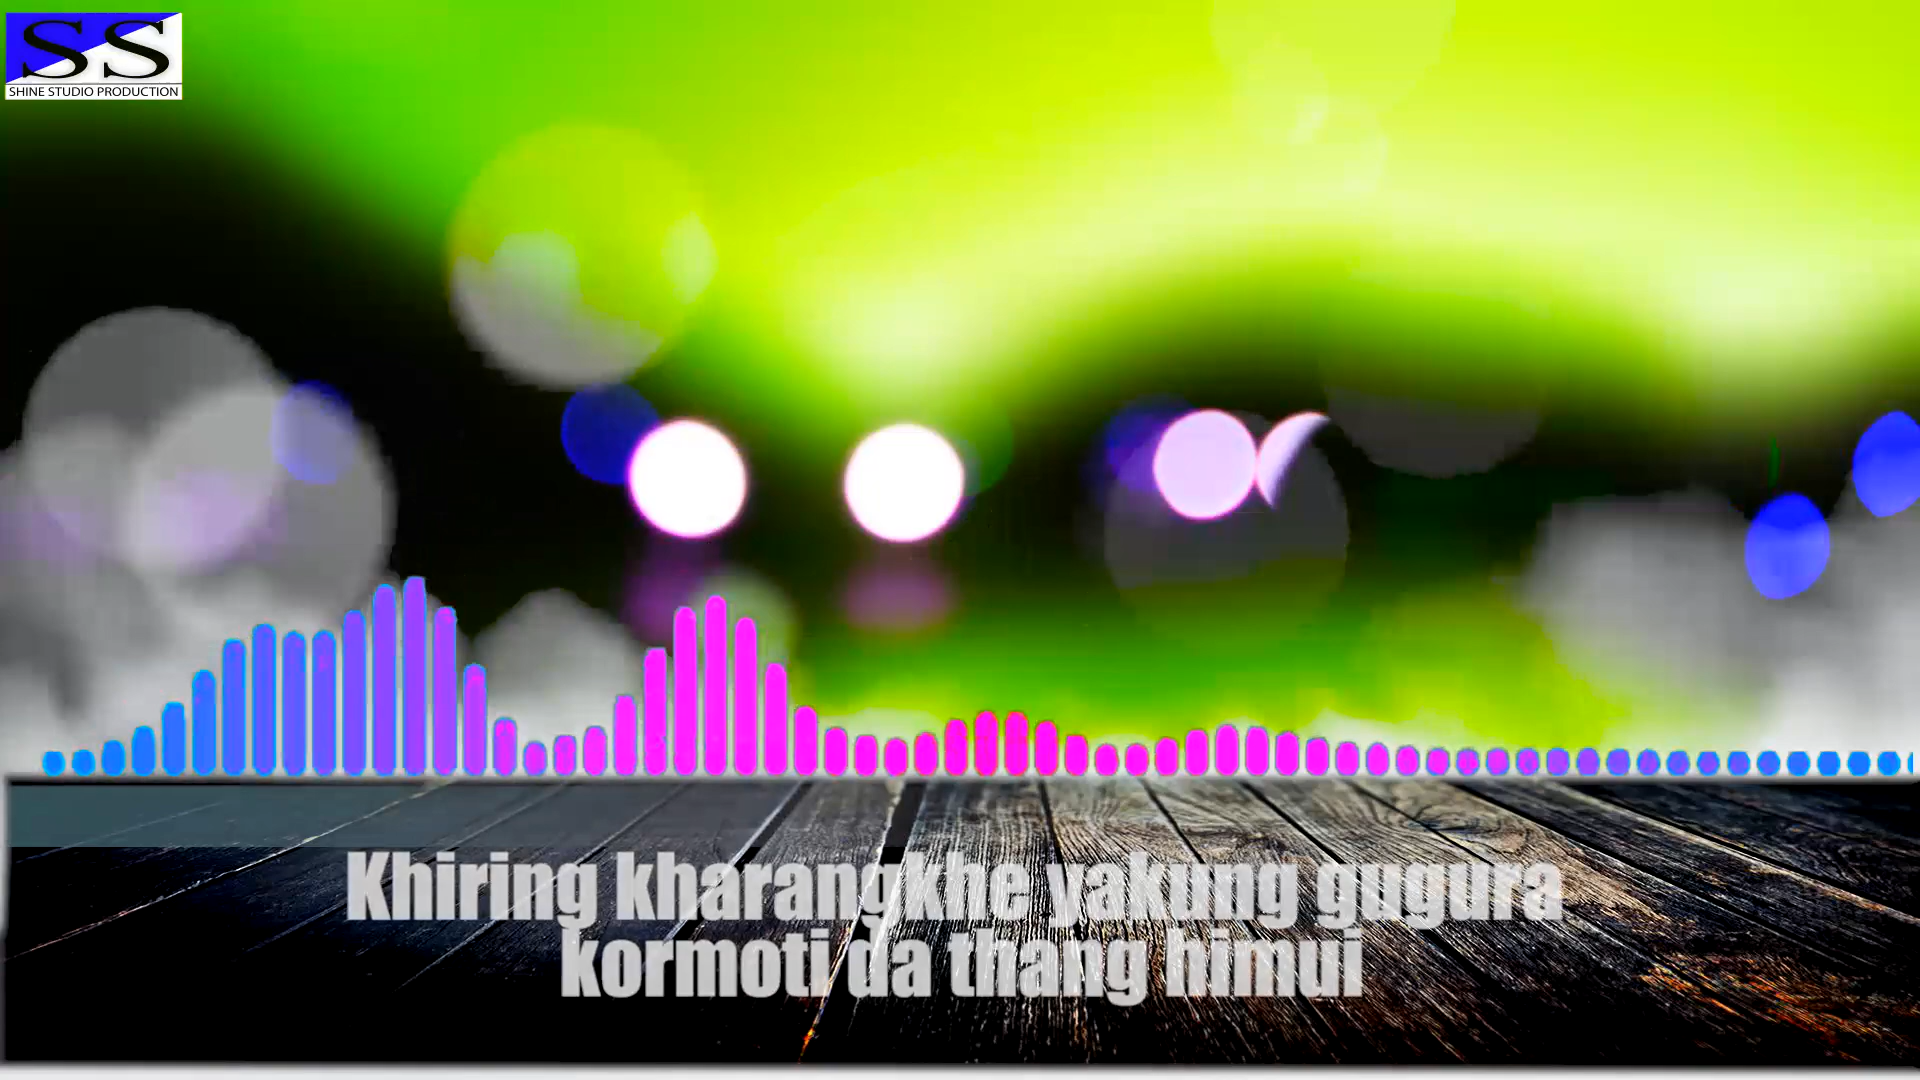 SS
SHINE STUDIO PRODUCTION
Khiring kharangkhe yakung gugura
kormoti da thang himui